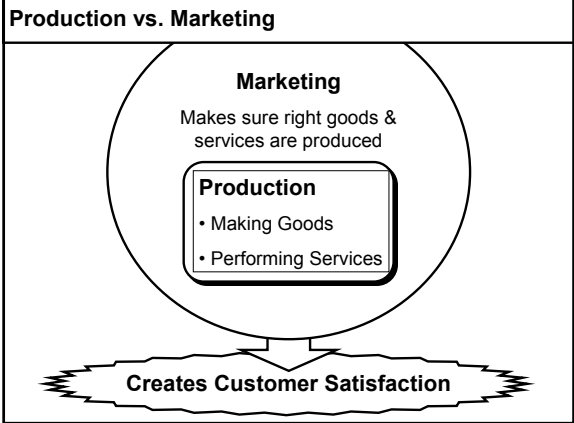 Production vs. Marketing
Marketing
Makes sure right goods &
services are produced
Production
• Making Goods
• Performing Services
Creates Customer Satisfaction